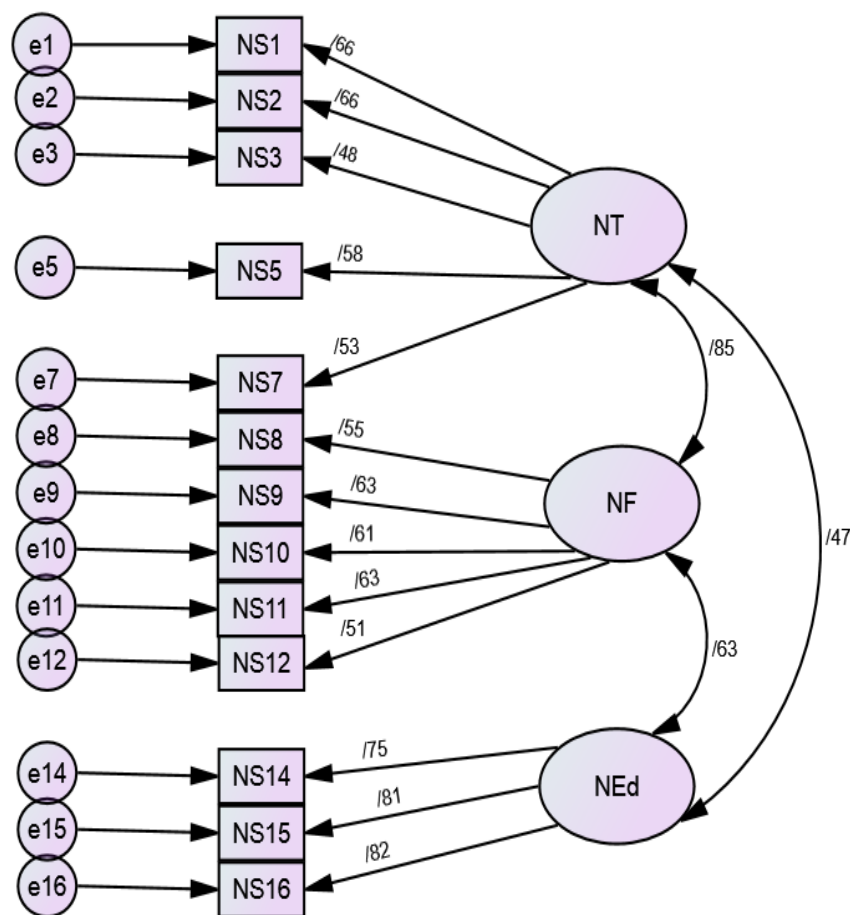 e1
NS1
/66
e2
NS2
/66
e3
NS3
/48
NT
e5
NS5
/58
/53
/85
e7
NS7
e8
NS8
/55
e9
NS9
/63
NF
e10
NS10
/61
/47
e11
NS11
/63
e12
NS12
/51
/63
e14
NS14
/75
NEd
e15
NS15
/81
e16
NS16
/82